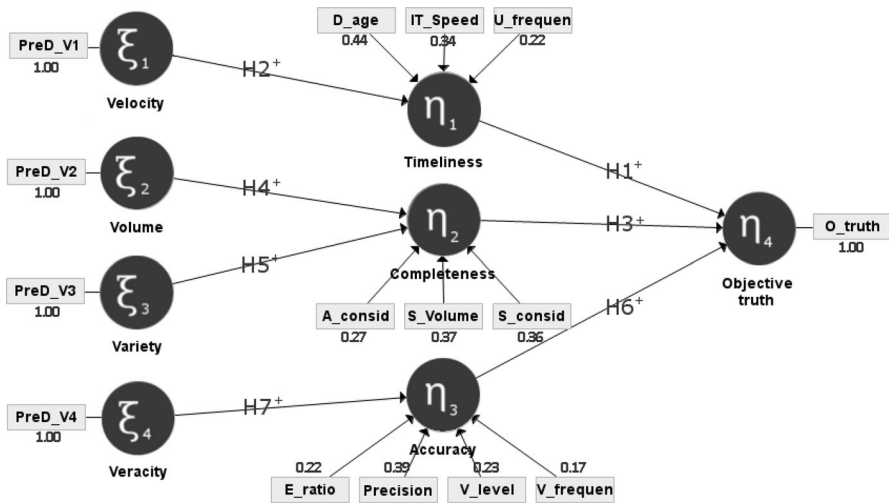 D_age IT_Speed U_frequen
0.44 0.34 0.22
PreD_V1 ξ1
1.00
Velocity
H2+
η1
Timeliness
H1+
PreD_V2 ξ2
1.00
Volume
H4+
η2
Completeness
H3+
η4 O_truth
1.00
Objective
truth
H5+
PreD_V3 ξ3
1.00
Variety
A_consid S_Volume S_consid
0.27 0.37 0.36
H6+
PreD_V4 ξ4
1.00
Veracity
H7+
η3
Accuracy
0.22 0.39 0.23 0.17
E_ratio Precision V_level V_frequen